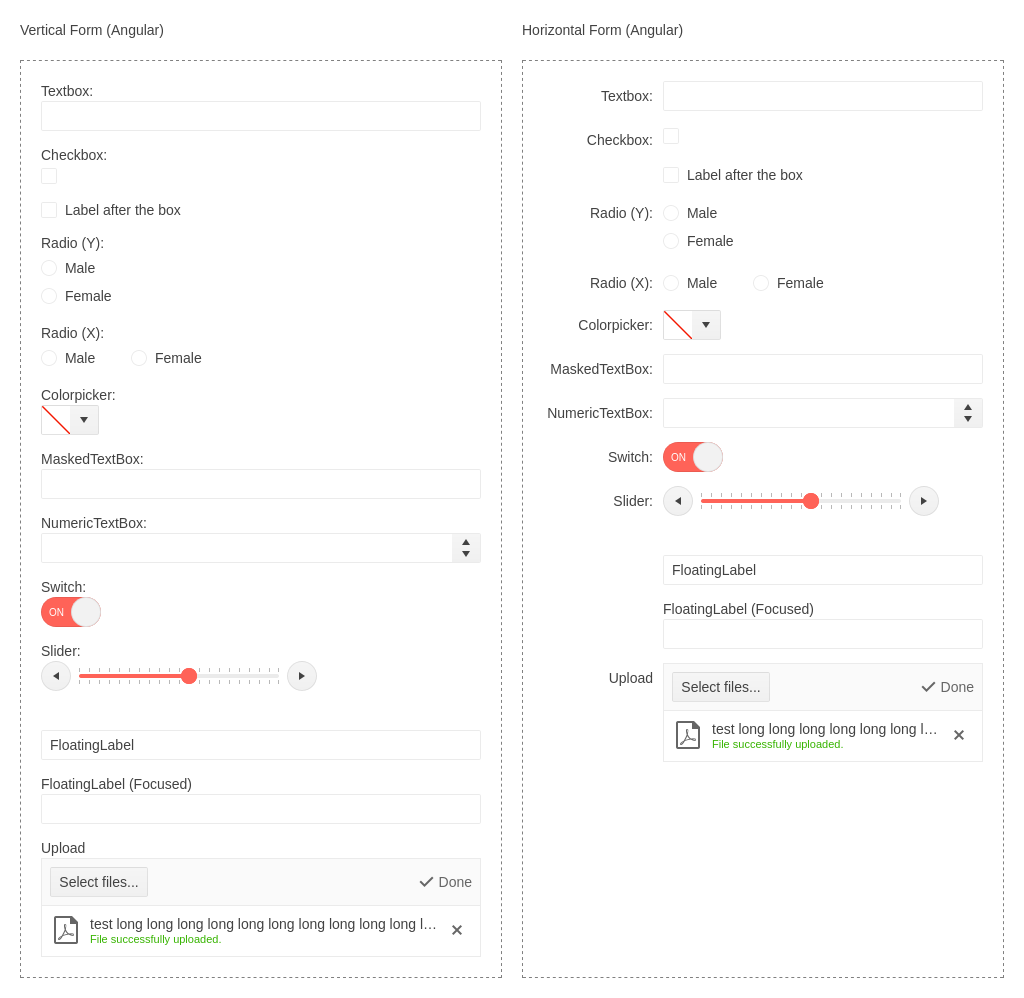 Vertical Form (Angular)
Textbox:
Checkbox:
Label after the box
Radio (Y):
Male
Female
Radio (X):
Male Female
Colorpicker:
MaskedTextBox:
NumericTextBox:
Switch:
ON
Slider:
FloatingLabel
FloatingLabel (Focused)
Upload
Select files... Done
test long long long long long long long long long long l…
File successfully uploaded.
Horizontal Form (Angular)
Textbox:
Checkbox:
Label after the box
Radio (Y): Male
Female
Radio (X): Male Female
Colorpicker:
MaskedTextBox:
NumericTextBox:
Switch: ON
Slider:
FloatingLabel
FloatingLabel (Focused)
Upload Select files... Done
test long long long long long long l…
File successfully uploaded.